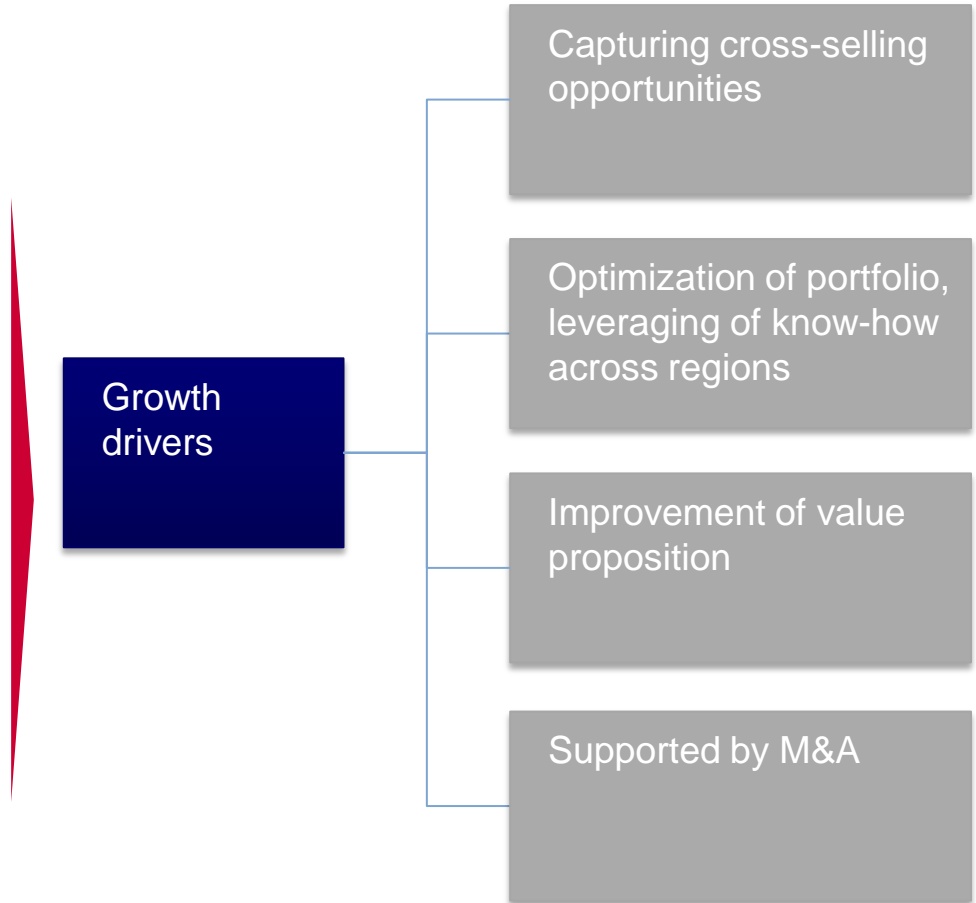 Capturing cross-selling
opportunities
Optimization of portfolio,
leveraging of know-how
across regions
Growth
drivers
Improvement of value
proposition
Supported by M&A